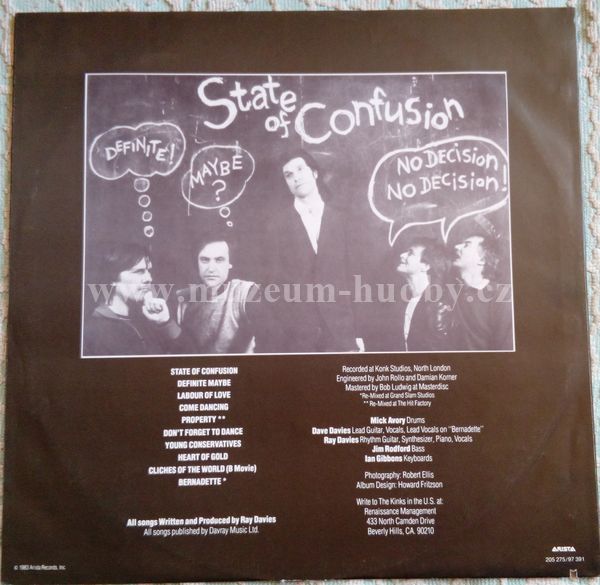 State
of
Confusion
DEFINITE!
MAYBE
?
NO DECISION
NO DECISION!
www.muzeum-hudby.cz
STATE OF CONFUSION
DEFINITE MAYBE
LABOUR OF LOVE
COME DANCING
PROPERTY **
DON'T FORGET TO DANCE
YOUNG CONSERVATIVES
HEART OF GOLD
CLICHES OF THE WORLD (B Movie)
BERNADETTE *
All songs Written and Produced by Ray Davies
All songs published by Davray Music Ltd.
Recorded at Konk Studios, North London
Engineered by John Rollo and Damian Korner
Mastered by Bob Ludwig at Masterdisc
*Re-Mixed at Grand Slam Studios
** Re-Mixed at The Hit Factory
Mick Avory Drums
Dave Davies Lead Guitar, Vocals, Lead Vocals on "Bernadette"
Ray Davies Rhythm Guitar, Synthesizer, Piano, Vocals
Jim Rodford Bass
Ian Gibbons Keyboards
Photography: Robert Ellis
Album Design: Howard Fritzson
Write to The Kinks in the U.S. at:
Renaissance Management
433 North Camden Drive
Beverly Hills, CA. 90210
© 1983 Arista Records, Inc.
ARISTA
205 275/97 391